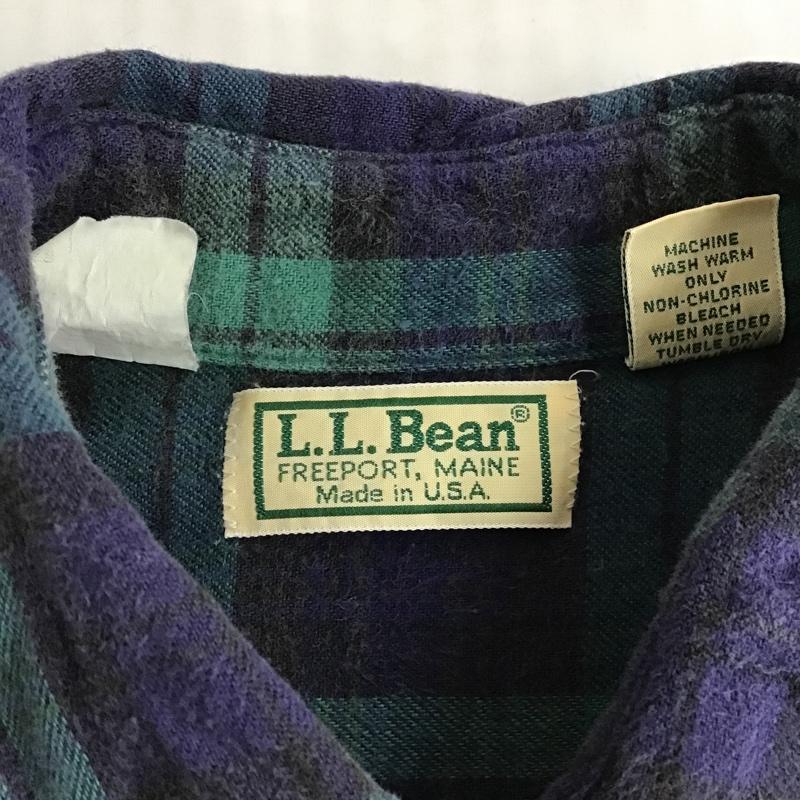 MACHINE
WASH WARM
ONLY
NON-CHLORINE
BLEACH
WHEN NEEDED
TUMBLE DRY
L.L.Bean®
FREEPORT, MAINE
Made in U.S.A.